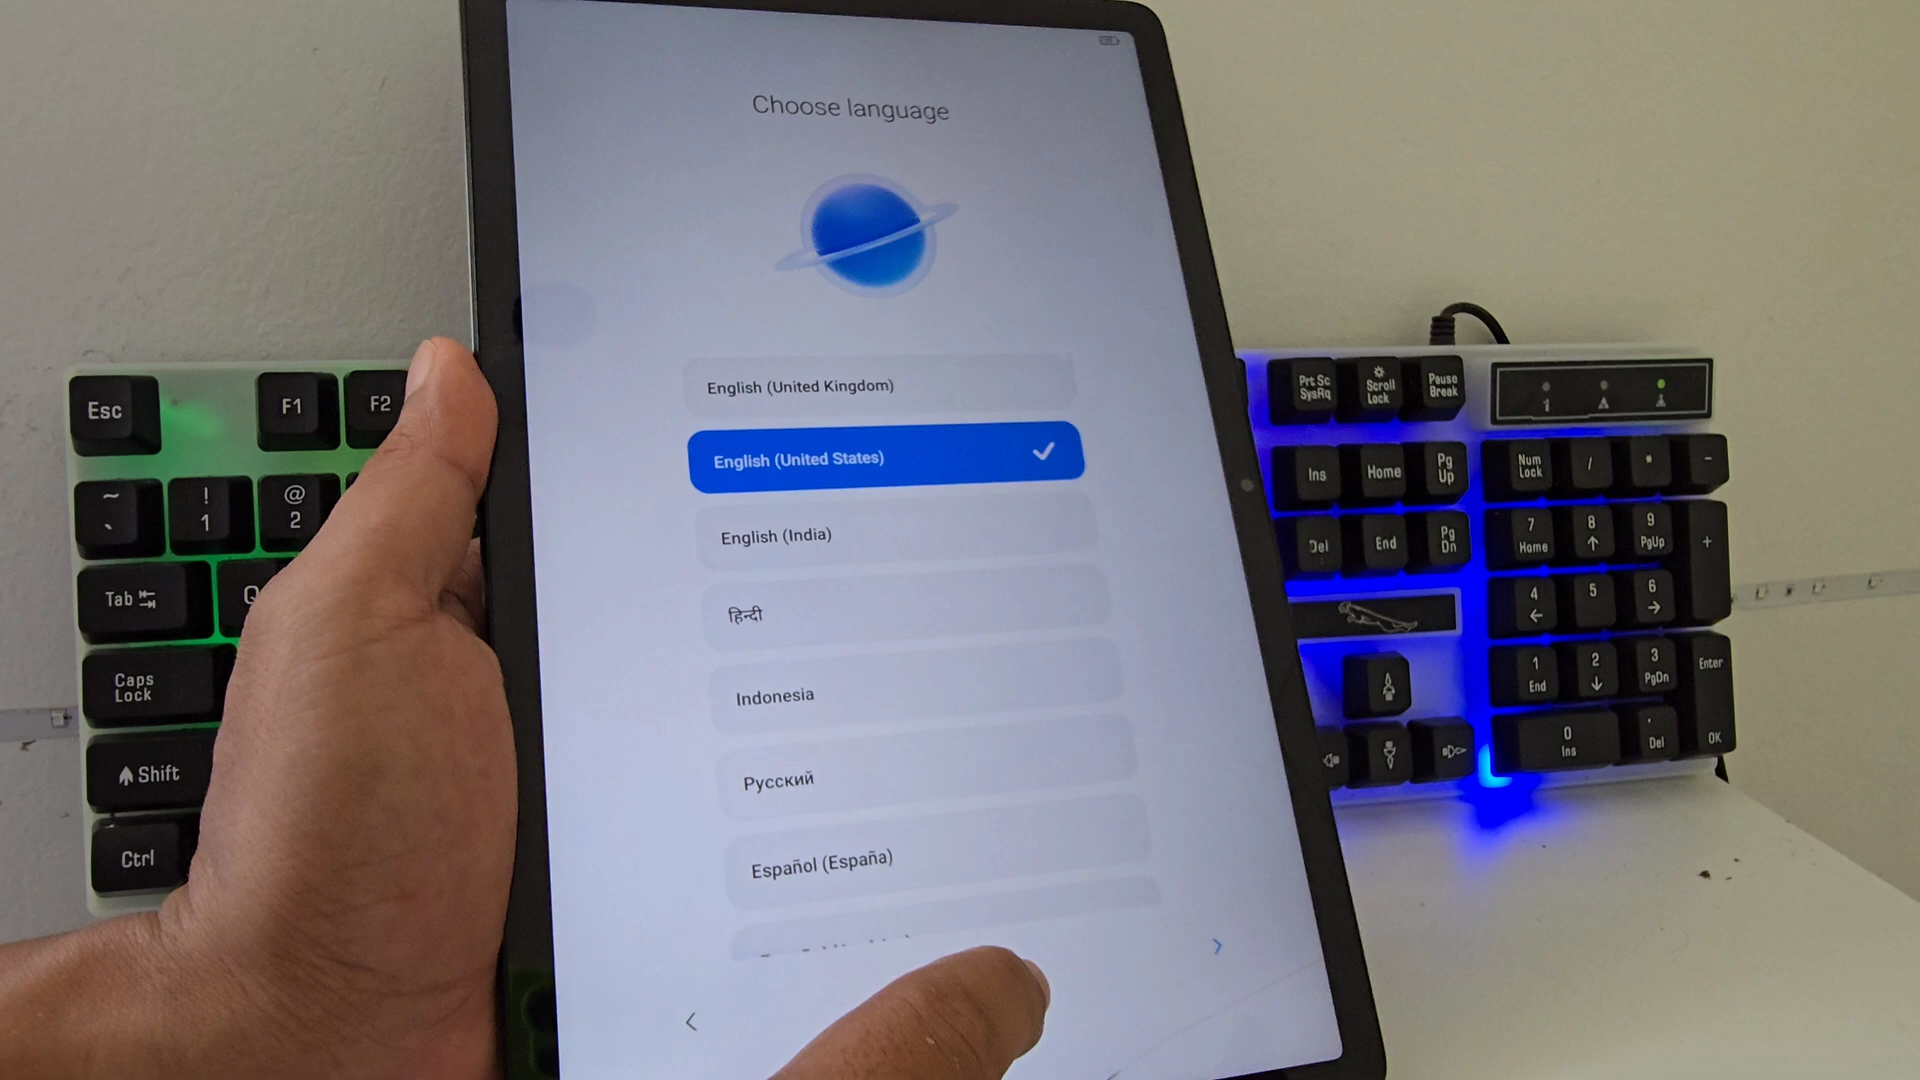 Choose language
English (United Kingdom)
English (United States)
English (India)
हिन्दी
Indonesia
Русский
Español (España)
Esc
F1
F2
~
`
!
1
@
2
Tab
Q
Caps
Lock
Shift
Ctrl
Prt Sc
SysRq
Scroll
Lock
Pause
Break
1
Ins
Home
Pg
Up
Del
End
Pg
Dn
Num
Lock
/
*
-
7
Home
8
↑
9
PgUp
+
4
←
5
6
→
1
End
2
↓
3
PgDn
Enter
OK
0
Ins
.
Del